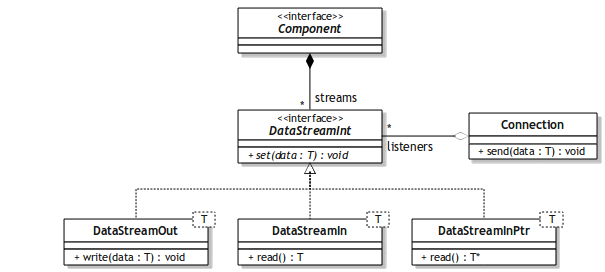 <<interface>>
Component
*
streams
<<interface>>
DataStreamInt
+ set(data : T) : void
*
listeners
Connection
+ send(data : T) : void
T
DataStreamOut
+ write(data : T) : void
T
DataStreamIn
+ read() : T
T
DataStreamInPtr
+ read() : T*